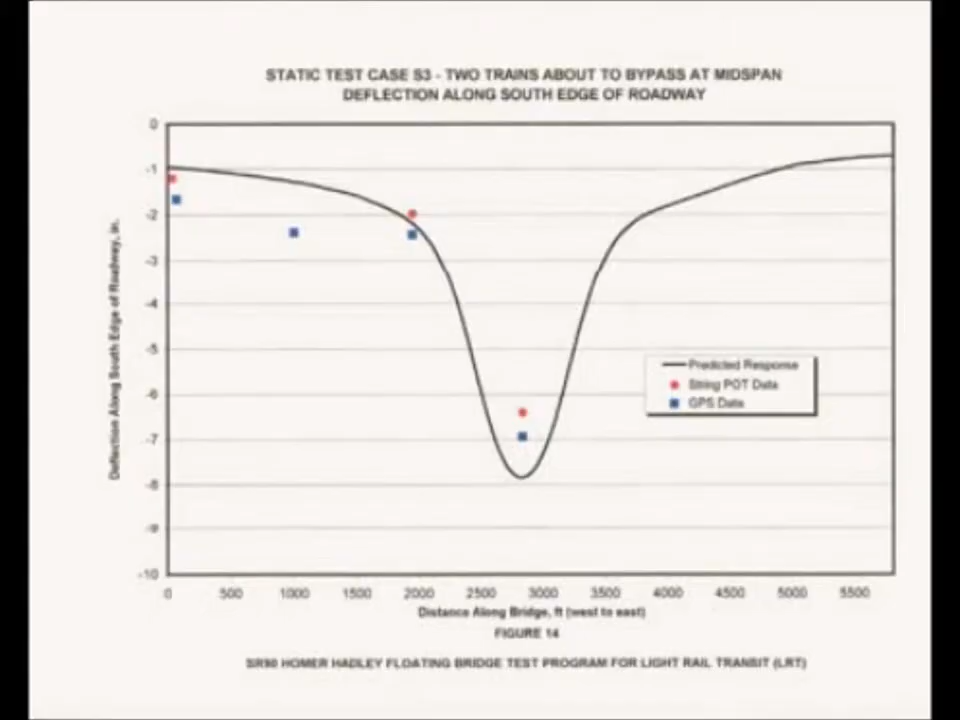 STATIC TEST CASE S3 - TWO TRAINS ABOUT TO BYPASS AT MIDSPAN
DEFLECTION ALONG SOUTH EDGE OF ROADWAY
0
-1
-2
-3
-4
-5
-6
-7
-8
-9
-10
Deflection Along South Edge of Roadway, in.
Predicted Response
String POT Data
GPS Data
0 500 1000 1500 2000 2500 3000 3500 4000 4500 5000 5500
Distance Along Bridge, ft (west to east)
FIGURE 14
SR90 HOMER HADLEY FLOATING BRIDGE TEST PROGRAM FOR LIGHT RAIL TRANSIT (LRT)